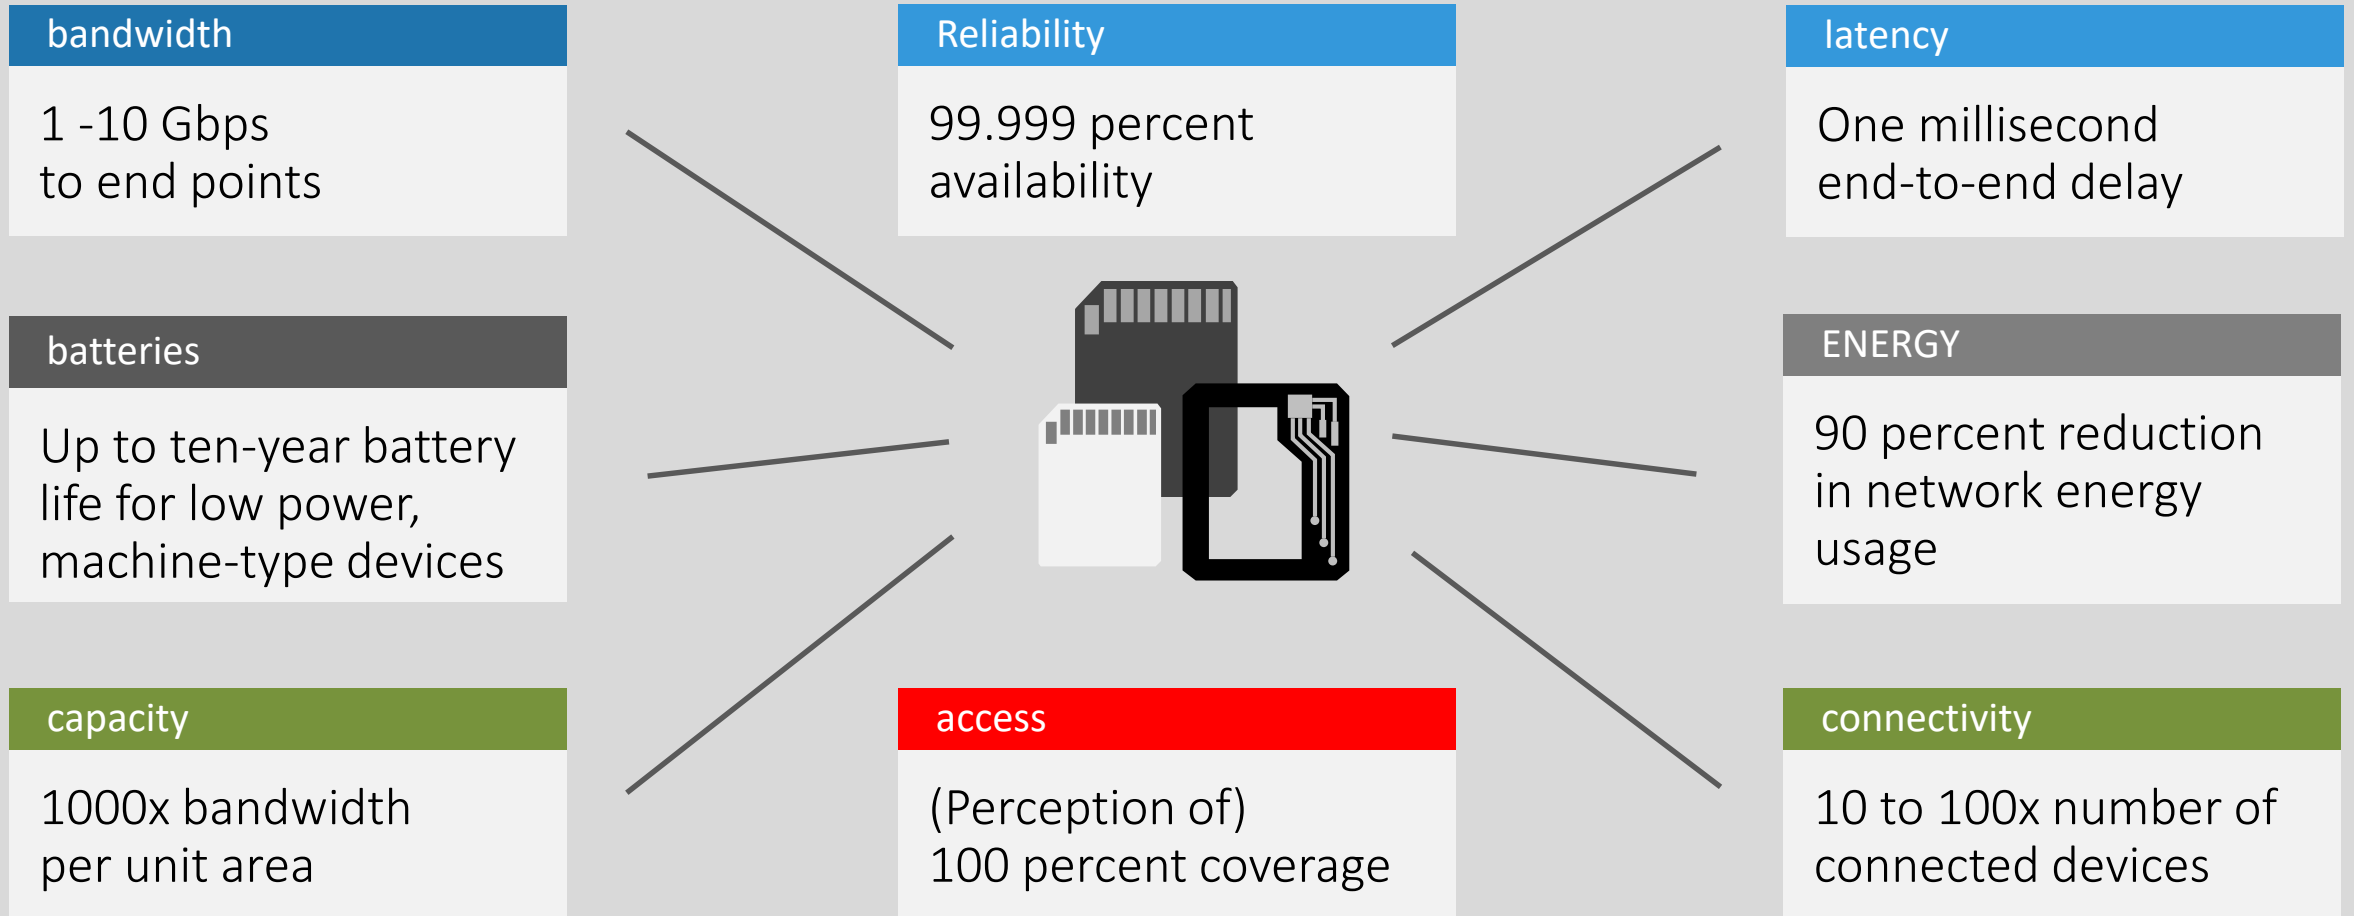 bandwidth
1 -10 Gbps
to end points
Reliability
99.999 percent
availability
latency
One millisecond
end-to-end delay
batteries
Up to ten-year battery
life for low power,
machine-type devices
ENERGY
90 percent reduction
in network energy
usage
capacity
1000x bandwidth
per unit area
access
(Perception of)
100 percent coverage
connectivity
10 to 100x number of
connected devices